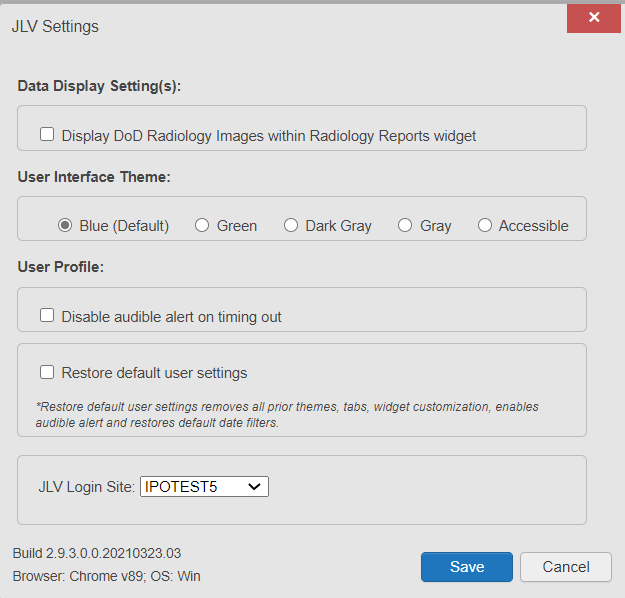 JLV Settings
Data Display Setting(s):
Display DoD Radiology Images within Radiology Reports widget
User Interface Theme:
Blue (Default) Green Dark Gray Gray Accessible
User Profile:
Disable audible alert on timing out
Restore default user settings
*Restore default user settings removes all prior themes, tabs, widget customization, enables
audible alert and restores default date filters.
JLV Login Site: IPOTEST5
Build 2.9.3.0.0.20210323.03
Browser: Chrome v89; OS: Win
Save Cancel